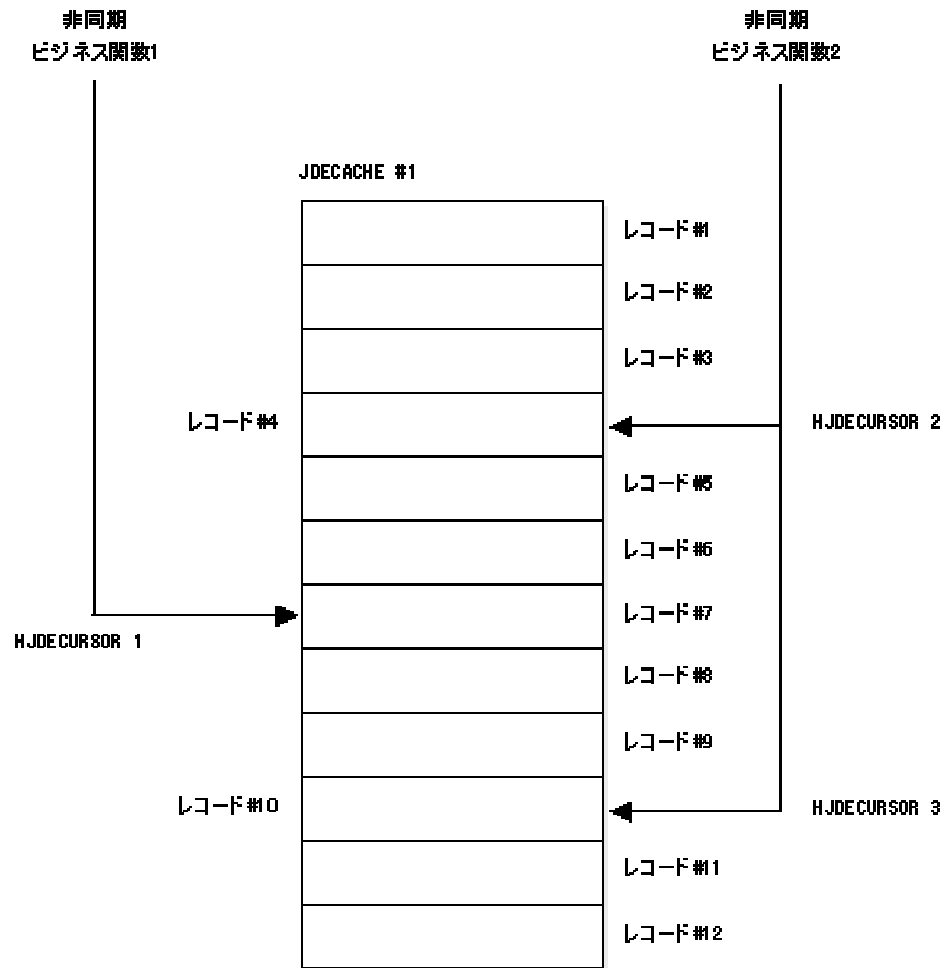 非同期
ビジネス関数1
非同期
ビジネス関数2
JDECACHE #1
レコード#1
レコード#2
レコード#3
レコード#4
HJDECURSOR 2
レコード#5
レコード#6
レコード#7
HJDECURSOR 1
レコード#8
レコード#9
レコード#10
HJDECURSOR 3
レコード#11
レコード#12